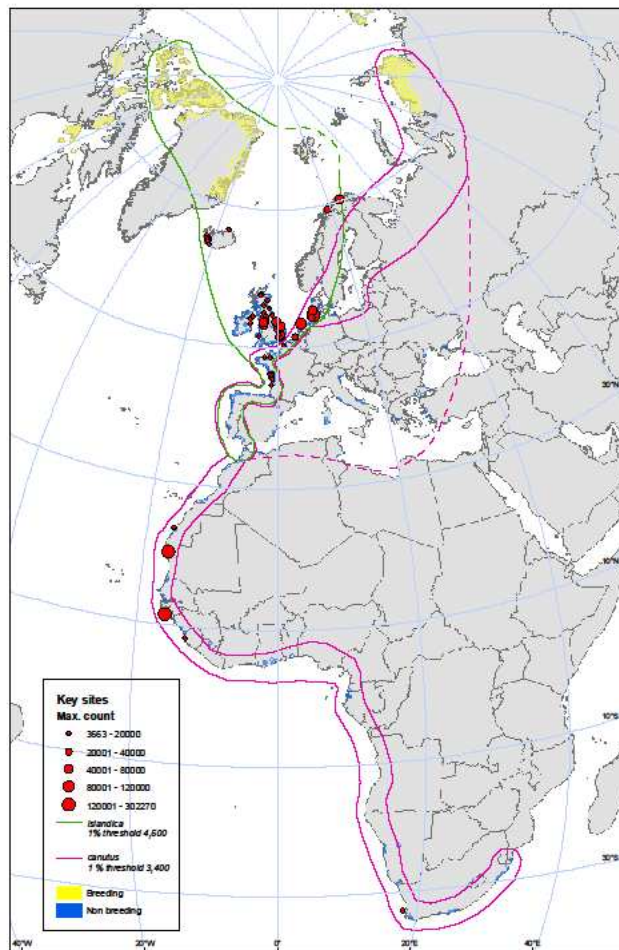 30°N
10°N
10°S
30°S
40°W
20°W
0°
20°E
40°E
Key sites
Max. count
3663 - 20000
20001 - 40000
40001 - 80000
80001 - 120000
120001 - 302270
islandica
1% threshold 4,500
canutus
1 % threshold 3,400
Breeding
Non breeding